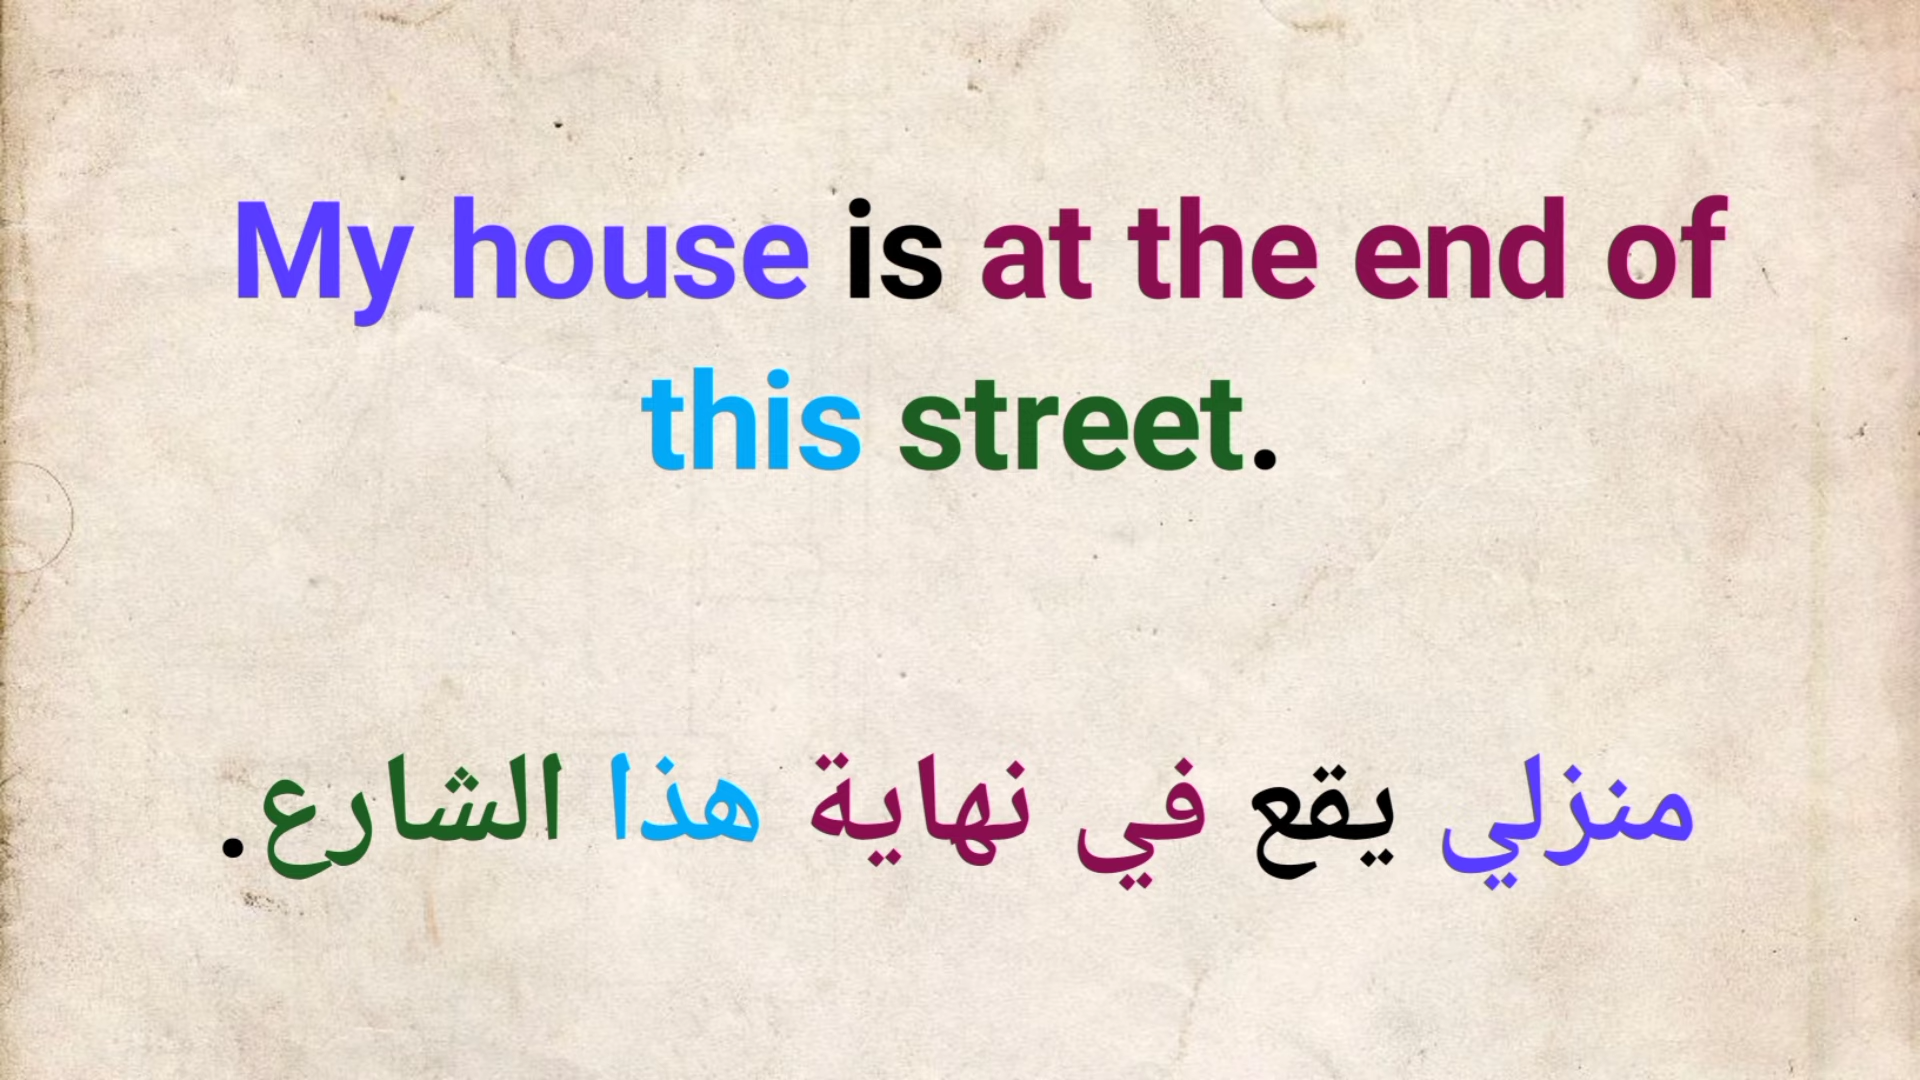 My house is at the end of
this street.
منزلي يقع في نهاية هذا الشارع.